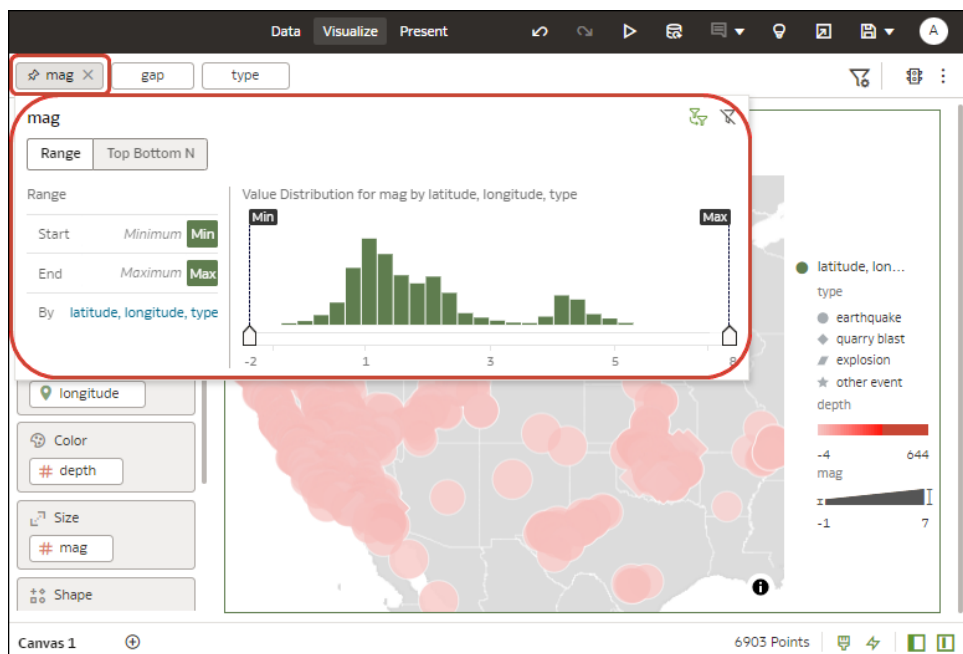 Data Visualize Present A
mag gap type
mag
Range Top Bottom N
Range
Start Minimum Min
End Maximum Max
By latitude, longitude, type
Value Distribution for mag by latitude, longitude, type
Min Max
-2 1 3 5 8
longitude
Color
# depth
Size
# mag
Shape
latitude, lon...
type
earthquake
quarry blast
explosion
other event
depth
-4 644
mag
-1 7
Canvas 1 6903 Points